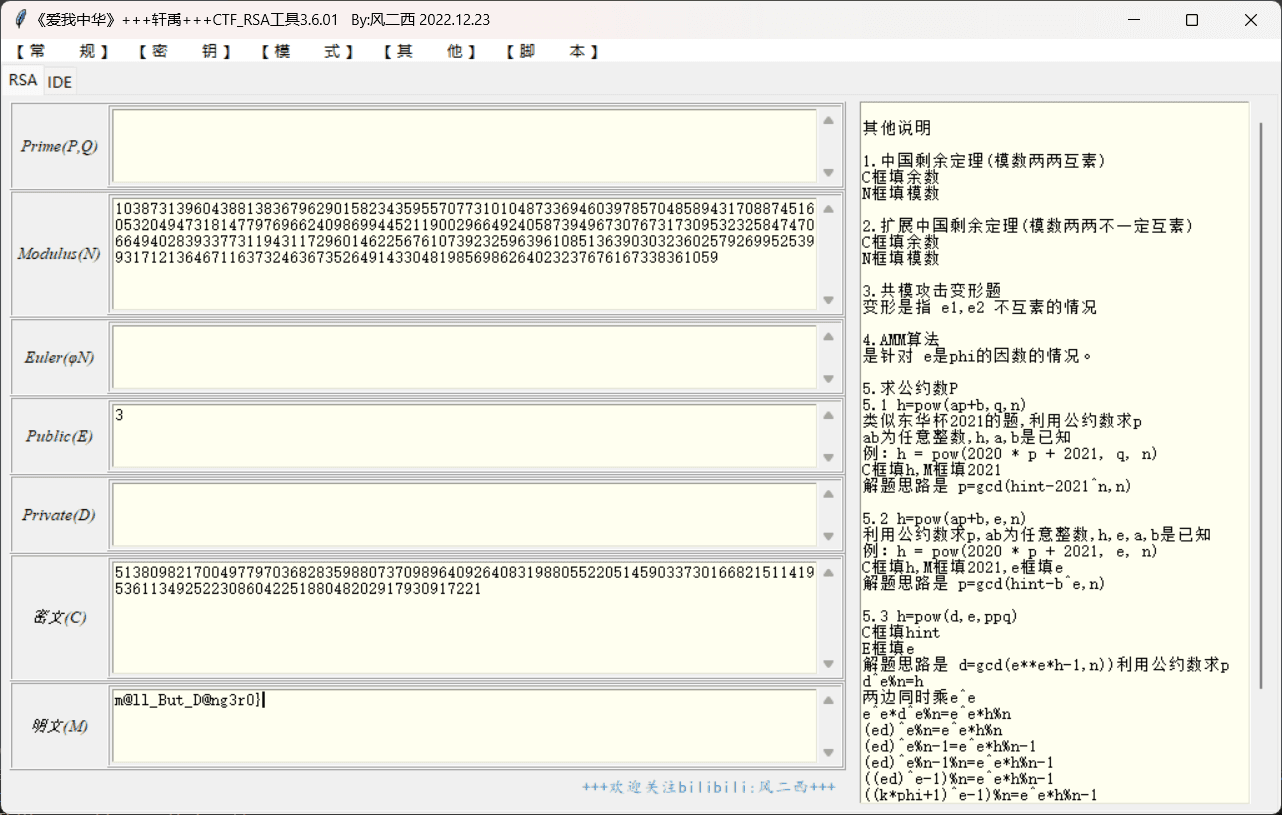 《爱我中华》+++轩禹+++CTF_RSA工具3.6.01 By:风二西 2022.12.23
【常 规】 【密 钥】 【模 式】 【其 他】 【脚 本】
RSA IDE
Prime(P,Q)
Modulus(N)
103873139604388138367962901582343595570773101048733694603978570485894317088745160532049473181477976966240986994452119002966492405873949673076731730953232584747066494028393377311943117296014622567610739232596396108513639030323602579269952539931712136467116373246367352649143304819856986264023237676167338361059
Euler(φN)
Public(E)
3
Private(D)
密文(C)
51380982170049779703682835988073709896409264083198805522051459033730166821511419536113492522308604225188048202917930917221
明文(M)
m@ll_But_D@ng3r0}
+++欢迎关注bilibili:风二西+++
其他说明
1.中国剩余定理(模数两两互素)
C框填余数
N框填模数
2.扩展中国剩余定理(模数两两不一定互素)
C框填余数
N框填模数
3.共模攻击变形题
变形是指 e1,e2 不互素的情况
4.AMM算法
是针对 e是phi的因数的情况。
5.求公约数P
5.1 h=pow(ap+b,q,n)
类似东华杯2021的题,利用公约数求p
ab为任意整数,h,a,b是已知
例: h = pow(2020 * p + 2021, q, n)
C框填h,M框填2021
解题思路是 p=gcd(hint-2021^n,n)
5.2 h=pow(ap+b,e,n)
利用公约数求p,ab为任意整数,h,e,a,b是已知
例: h = pow(2020 * p + 2021, e, n)
C框填h,M框填2021,e框填e
解题思路是 p=gcd(hint-b^e,n)
5.3 h=pow(d,e,ppq)
C框填hint
E框填e
解题思路是 d=gcd(e**e*h-1,n))利用公约数求p
d^e%n=h
两边同时乘e^e
e^e*d^e%n=e^e*h%n
(ed)^e%n=e^e*h%n
(ed)^e%n-1=e^e*h%n-1
(ed)^e%n-1%n=e^e*h%n-1
((ed)^e-1)%n=e^e*h%n-1
((k*phi+1)^e-1)%n=e^e*h%n-1